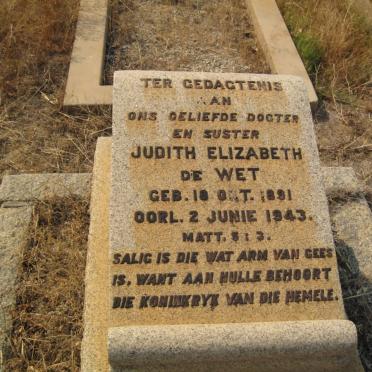 TER GEDACTENIS
AAN
ONS GELIEFDE DOGTER
EN SUSTER
JUDITH ELIZABETH
DE WET
GEB. 18 OKT. 1891
OORL. 2 JUNIE 1943.
MATT. 5:3.
SALIG IS DIE WAT ARM VAN GEES
IS, WANT AAN HULLE BEHOORT
DIE KONINKRYK VAN DIE HEMELE.